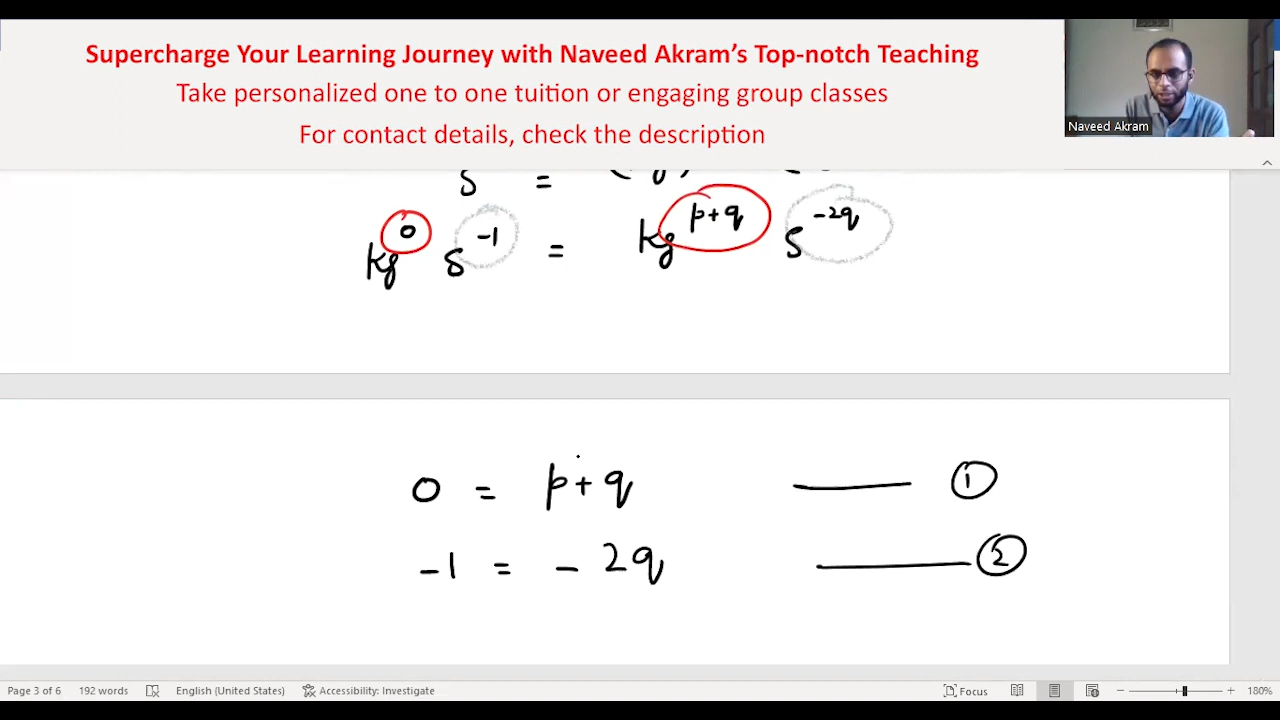 Supercharge Your Learning Journey with Naveed Akram's Top-notch Teaching
Take personalized one to one tuition or engaging group classes
For contact details, check the description
Naveed Akram
s =
kg^0 s^-1 = kg^p+q s^-2q
0 = p+q ——— ①
-1 = - 2q ——— ②
Page 3 of 6 192 words English (United States) Accessibility: Investigate Focus 180%